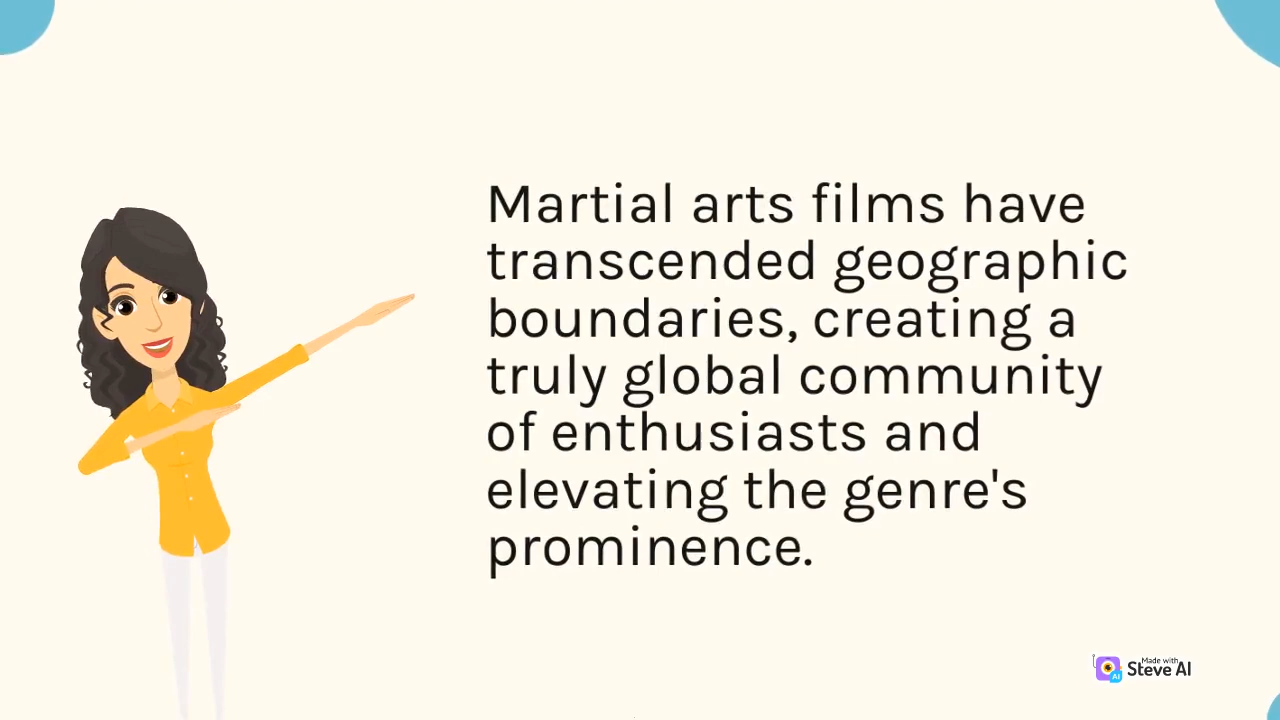 Martial arts films have
transcended geographic
boundaries, creating a
truly global community
of enthusiasts and
elevating the genre's
prominence.
Made with
Steve AI
AI